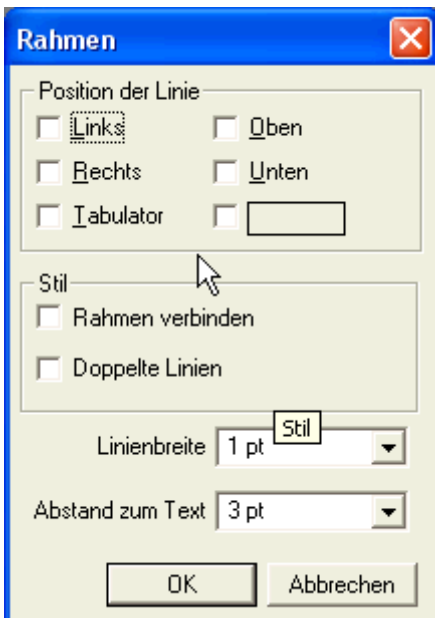 Rahmen
Position der Linie
Links
Oben
Rechts
Unten
Tabulator
Stil
Rahmen verbinden
Doppelte Linien
Stil
Linienbreite 1 pt
Abstand zum Text 3 pt
OK Abbrechen